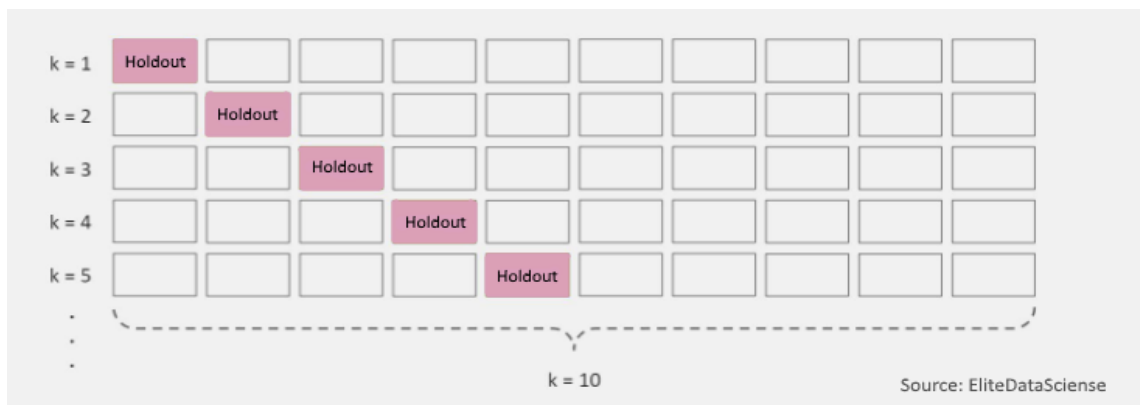 k = 1 Holdout
k = 2 Holdout
k = 3 Holdout
k = 4 Holdout
k = 5 Holdout
.
.
.
k = 10
Source: EliteDataSciense